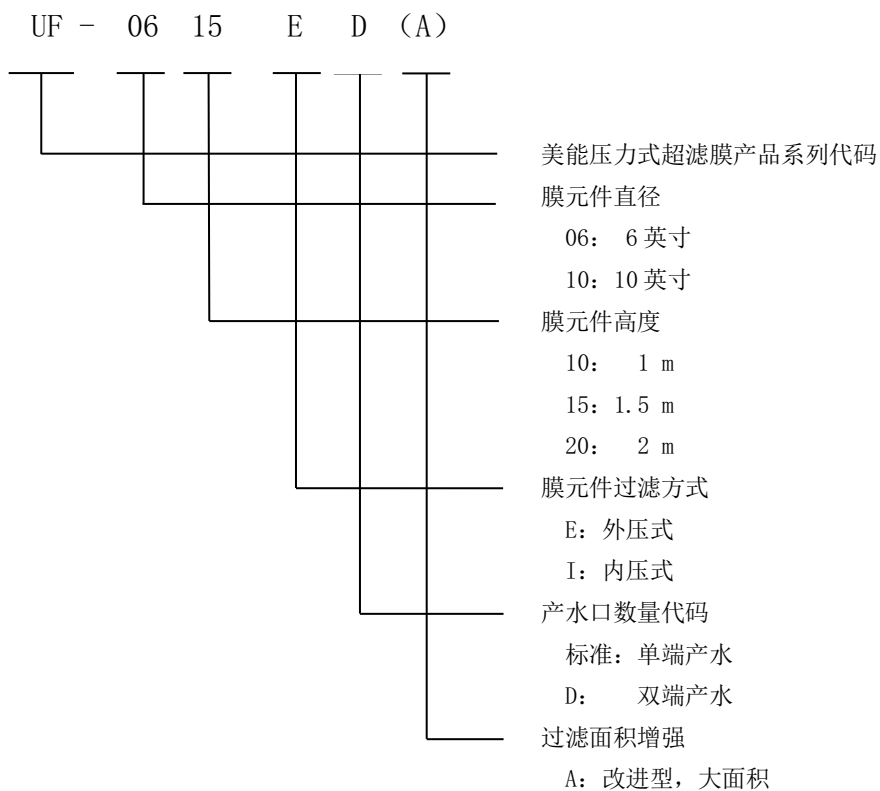 UF - 06 15 E D （A）
美能压力式超滤膜产品系列代码
膜元件直径
06： 6英寸
10：10英寸
膜元件高度
10： 1 m
15：1.5 m
20： 2 m
膜元件过滤方式
E：外压式
I：内压式
产水口数量代码
标准：单端产水
D： 双端产水
过滤面积增强
A：改进型，大面积